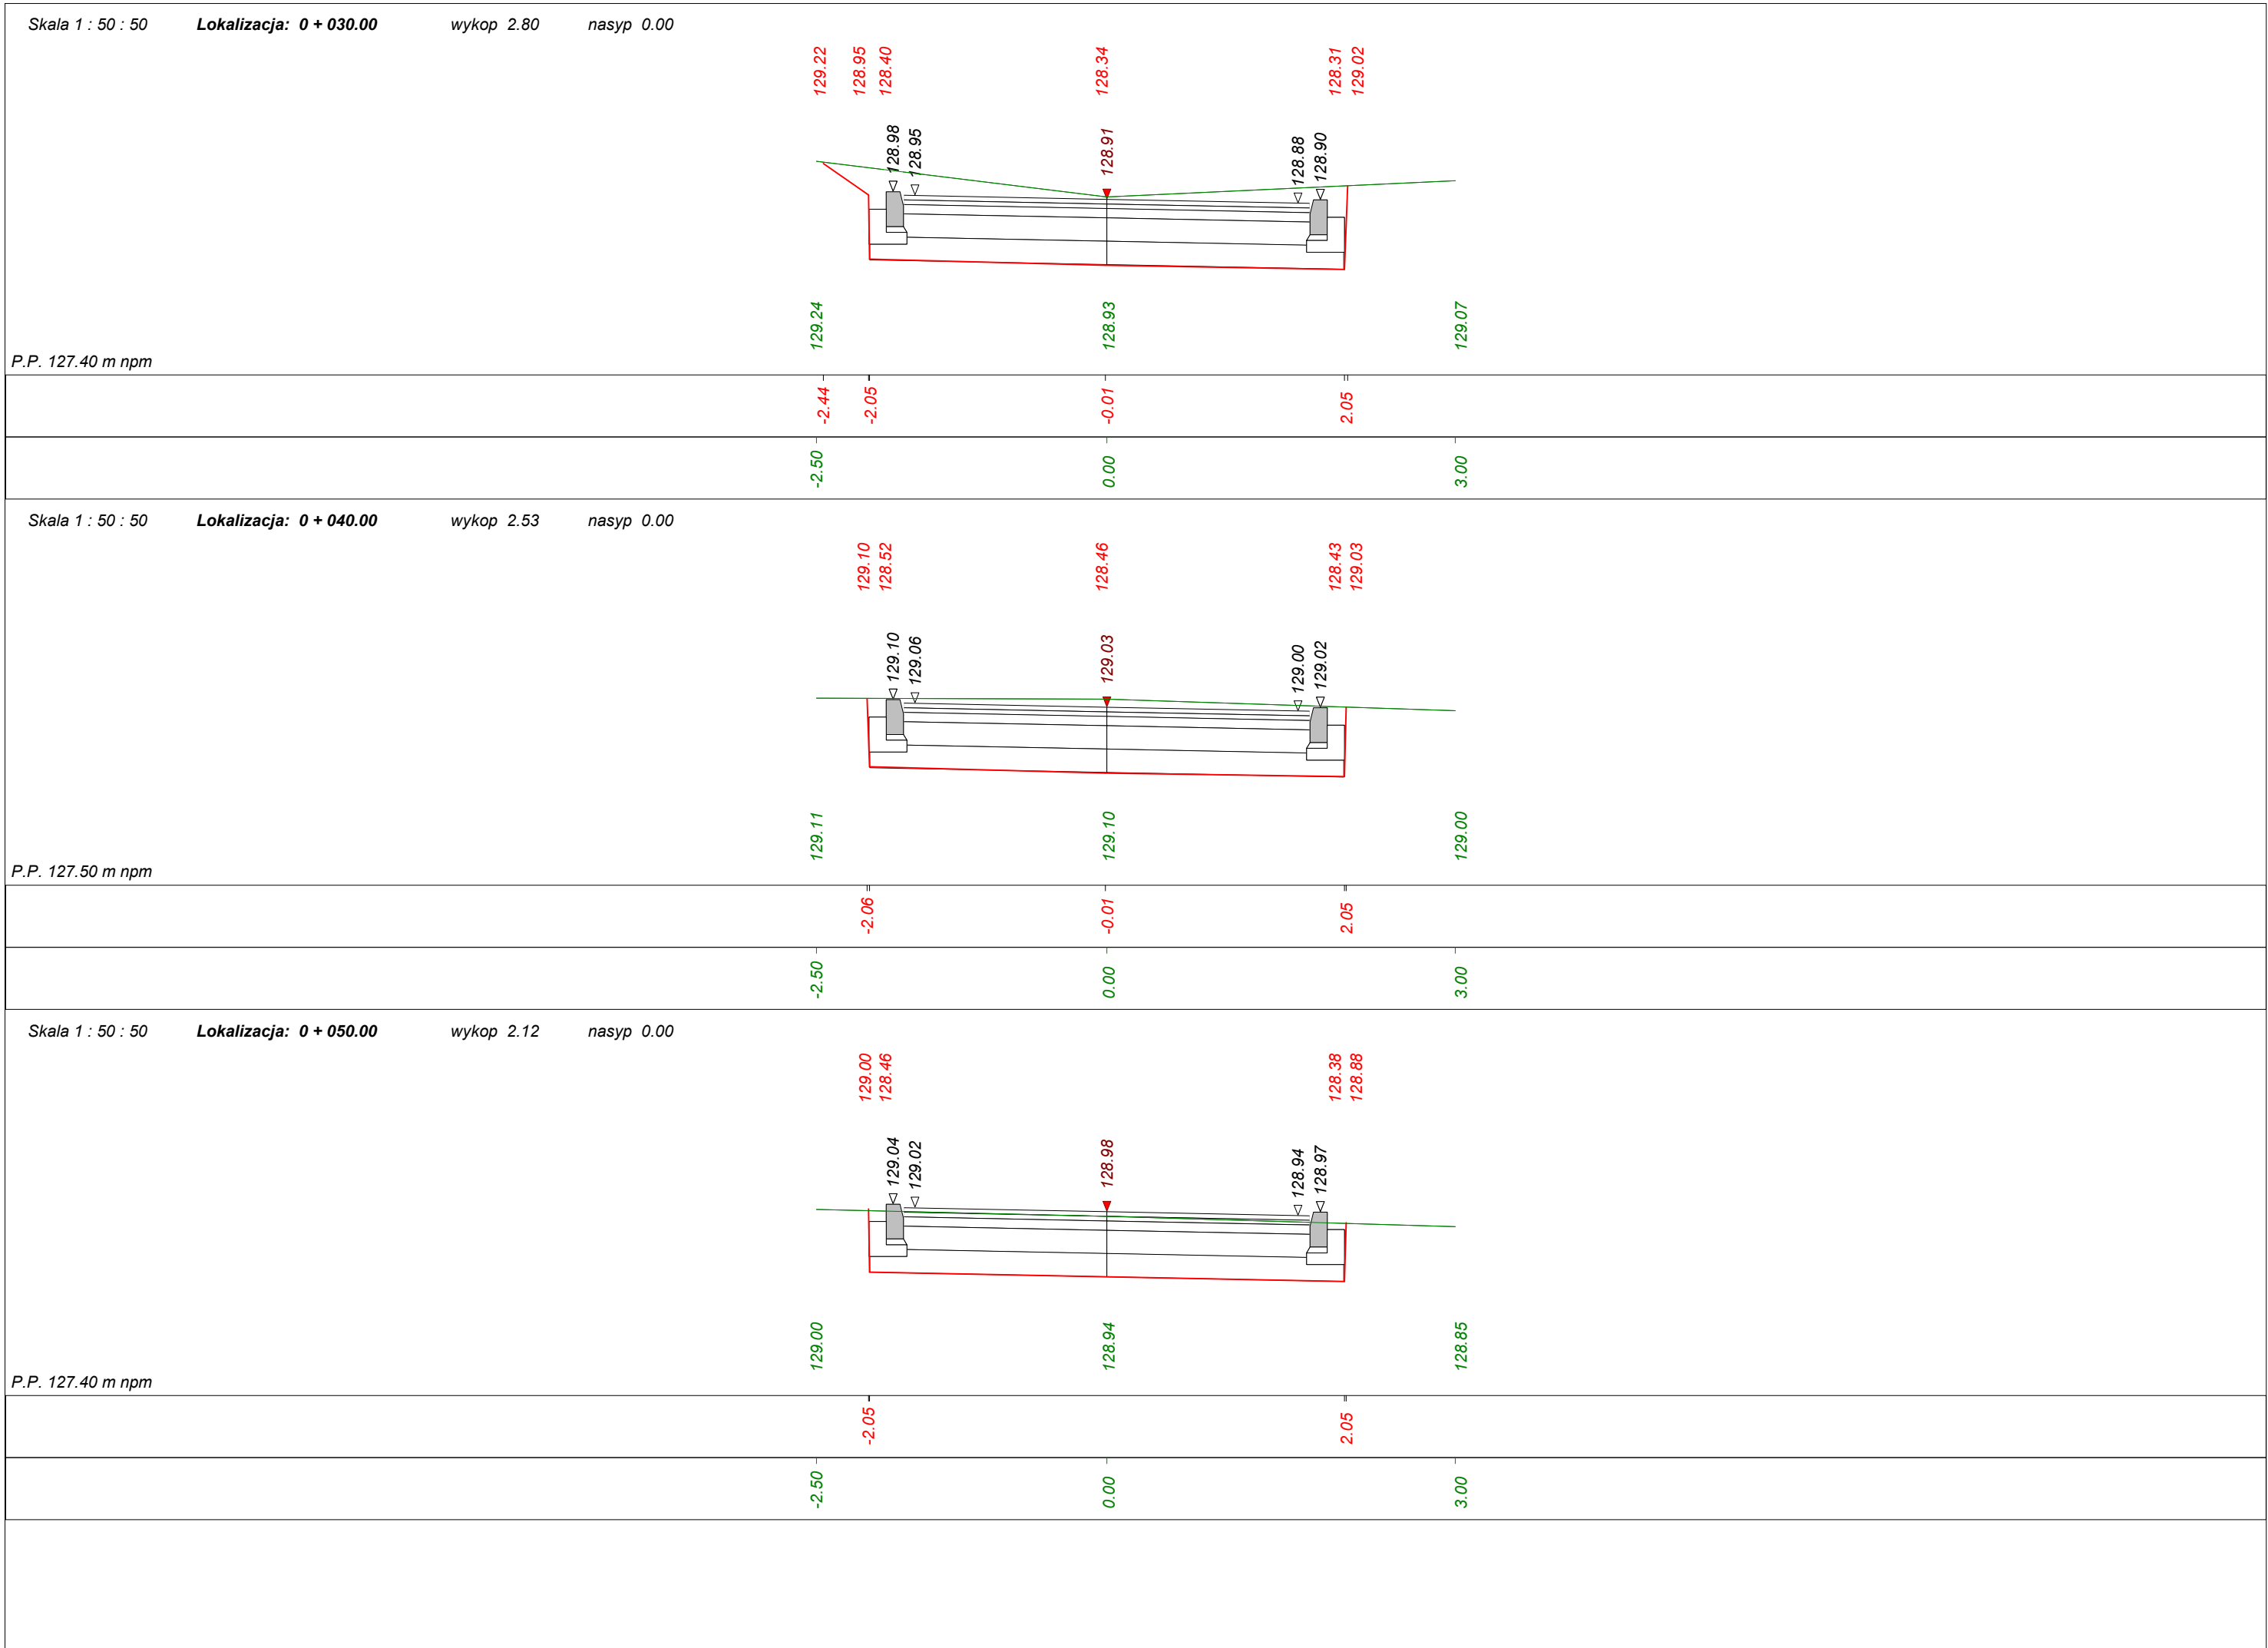 Skala 1 : 50 : 50 Lokalizacja: 0 + 030.00 wykop 2.80 nasyp 0.00
129.22 128.95 128.40 128.34 128.31 129.02
128.98 128.95 128.91 128.88 128.90
129.24 128.93 129.07
P.P. 127.40 m npm
-2.44 -2.05 -0.01 2.05
-2.50 0.00 3.00
Skala 1 : 50 : 50 Lokalizacja: 0 + 040.00 wykop 2.53 nasyp 0.00
129.10 128.52 128.46 128.43 129.03
129.10 129.06 129.03 129.00 129.02
129.11 129.10 129.00
P.P. 127.50 m npm
-2.06 -0.01 2.05
-2.50 0.00 3.00
Skala 1 : 50 : 50 Lokalizacja: 0 + 050.00 wykop 2.12 nasyp 0.00
129.00 128.46 128.38 128.88
129.04 129.02 128.98 128.94 128.97
129.00 128.94 128.85
P.P. 127.40 m npm
-2.05 2.05
-2.50 0.00 3.00